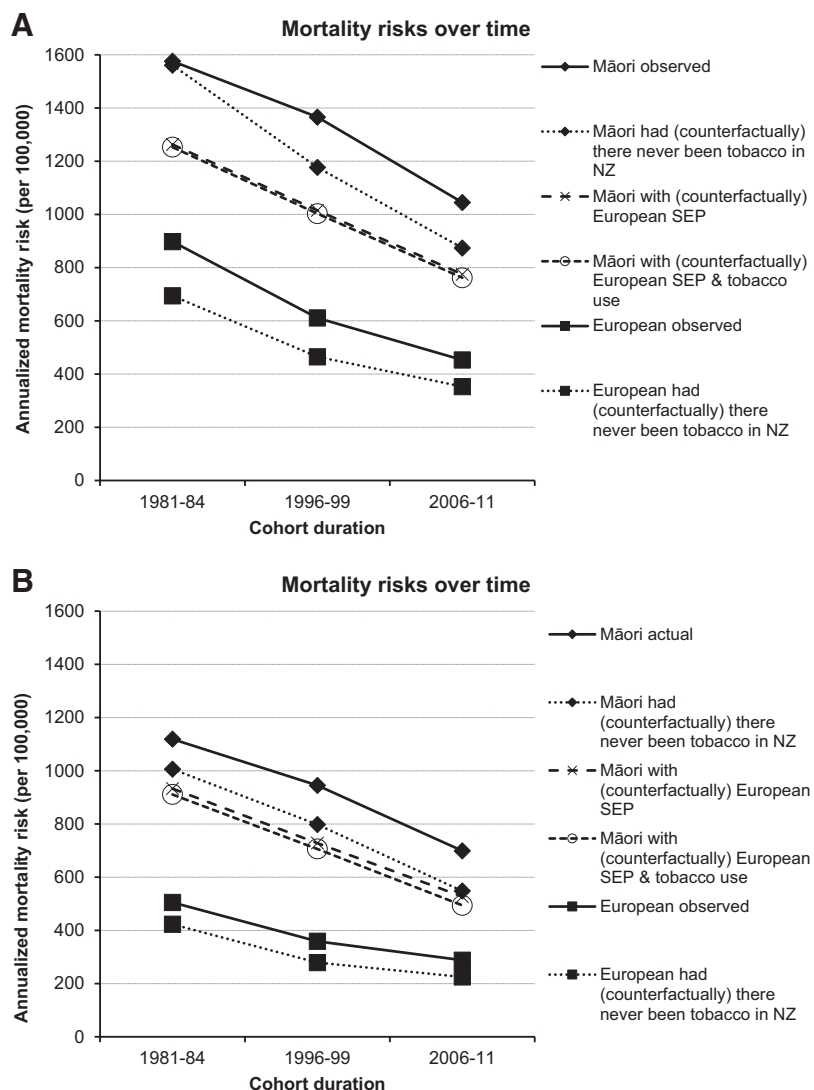 A
Mortality risks over time
Annualized mortality risk (per 100,000)
1600
1400
1200
1000
800
600
400
200
0
1981-84
1996-99
2006-11
Cohort duration
Māori observed
Māori had (counterfactually)
there never been tobacco in
NZ
Māori with (counterfactually)
European SEP
Māori with (counterfactually)
European SEP & tobacco
use
European observed
European had
(counterfactually) there
never been tobacco in NZ
B
Mortality risks over time
Annualized mortality risk (per 100,000)
1600
1400
1200
1000
800
600
400
200
0
1981-84
1996-99
2006-11
Cohort duration
Māori actual
Māori had
(counterfactually) there
never been tobacco in NZ
Māori with
(counterfactually) European
SEP
Māori with
(counterfactually) European
SEP & tobacco use
European observed
European had
(counterfactually) there
never been tobacco in NZ